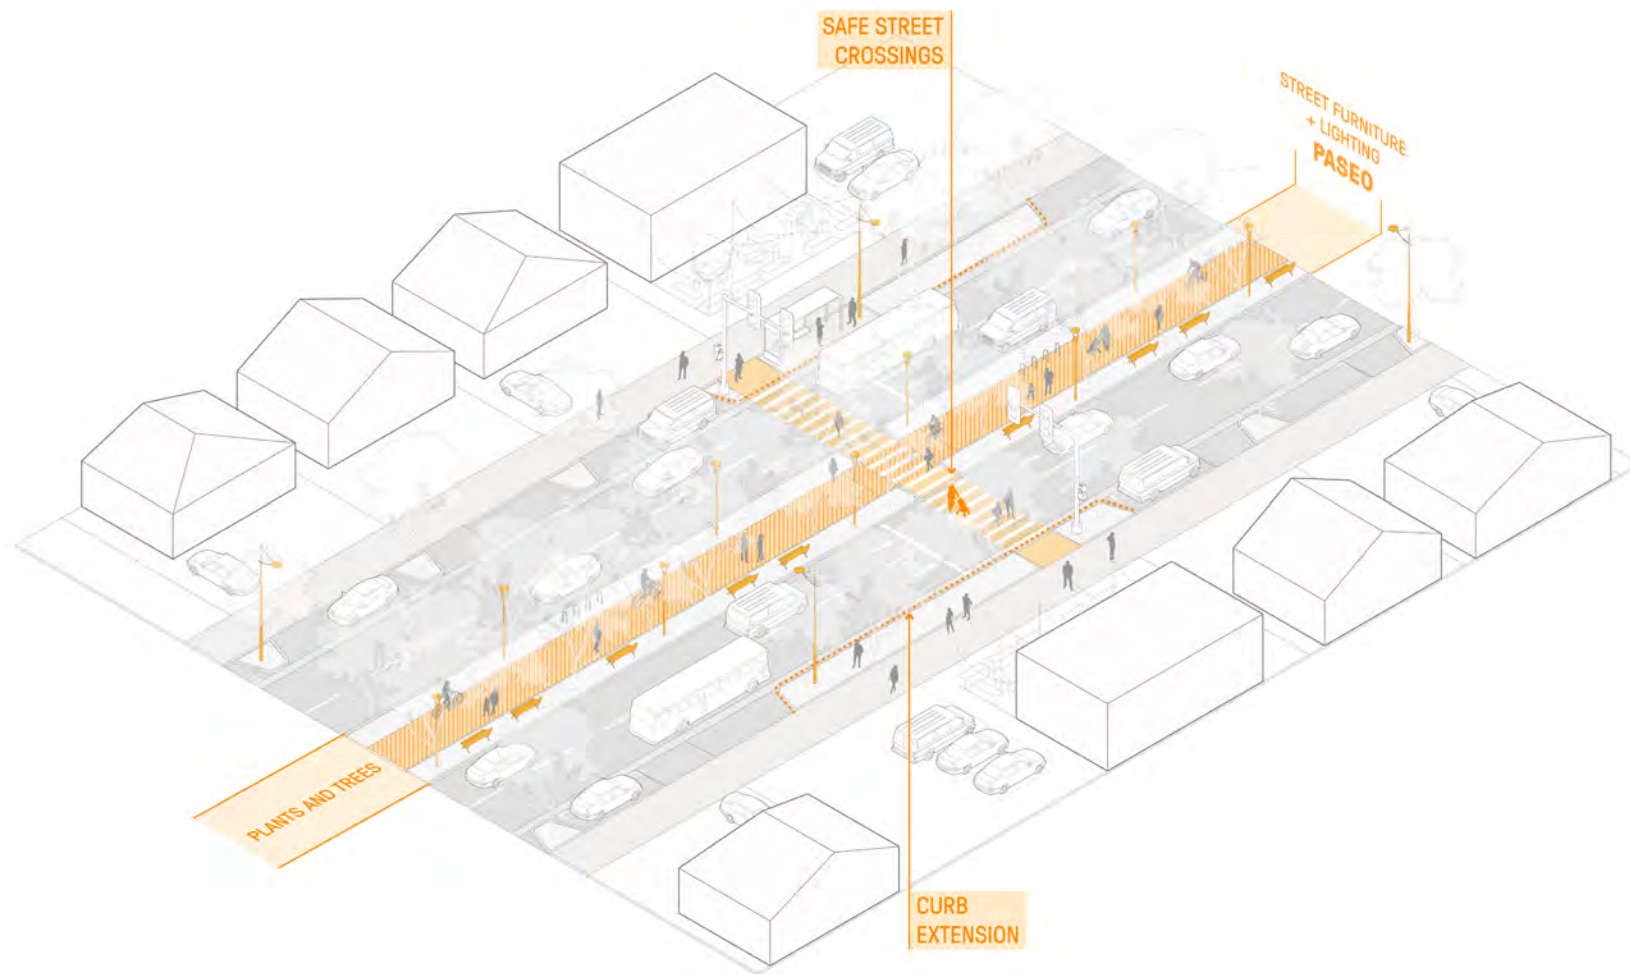 SAFE STREET
CROSSINGS
STREET FURNITURE
+ LIGHTING
PASEO
PLANTS AND TREES
CURB
EXTENSION